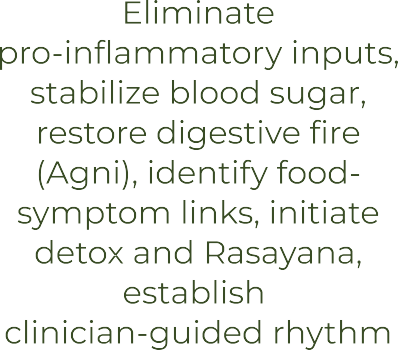 Eliminate
pro-inflammatory inputs,
stabilize blood sugar,
restore digestive fire
(Agni), identify food-
symptom links, initiate
detox and Rasayana,
establish
clinician-guided rhythm